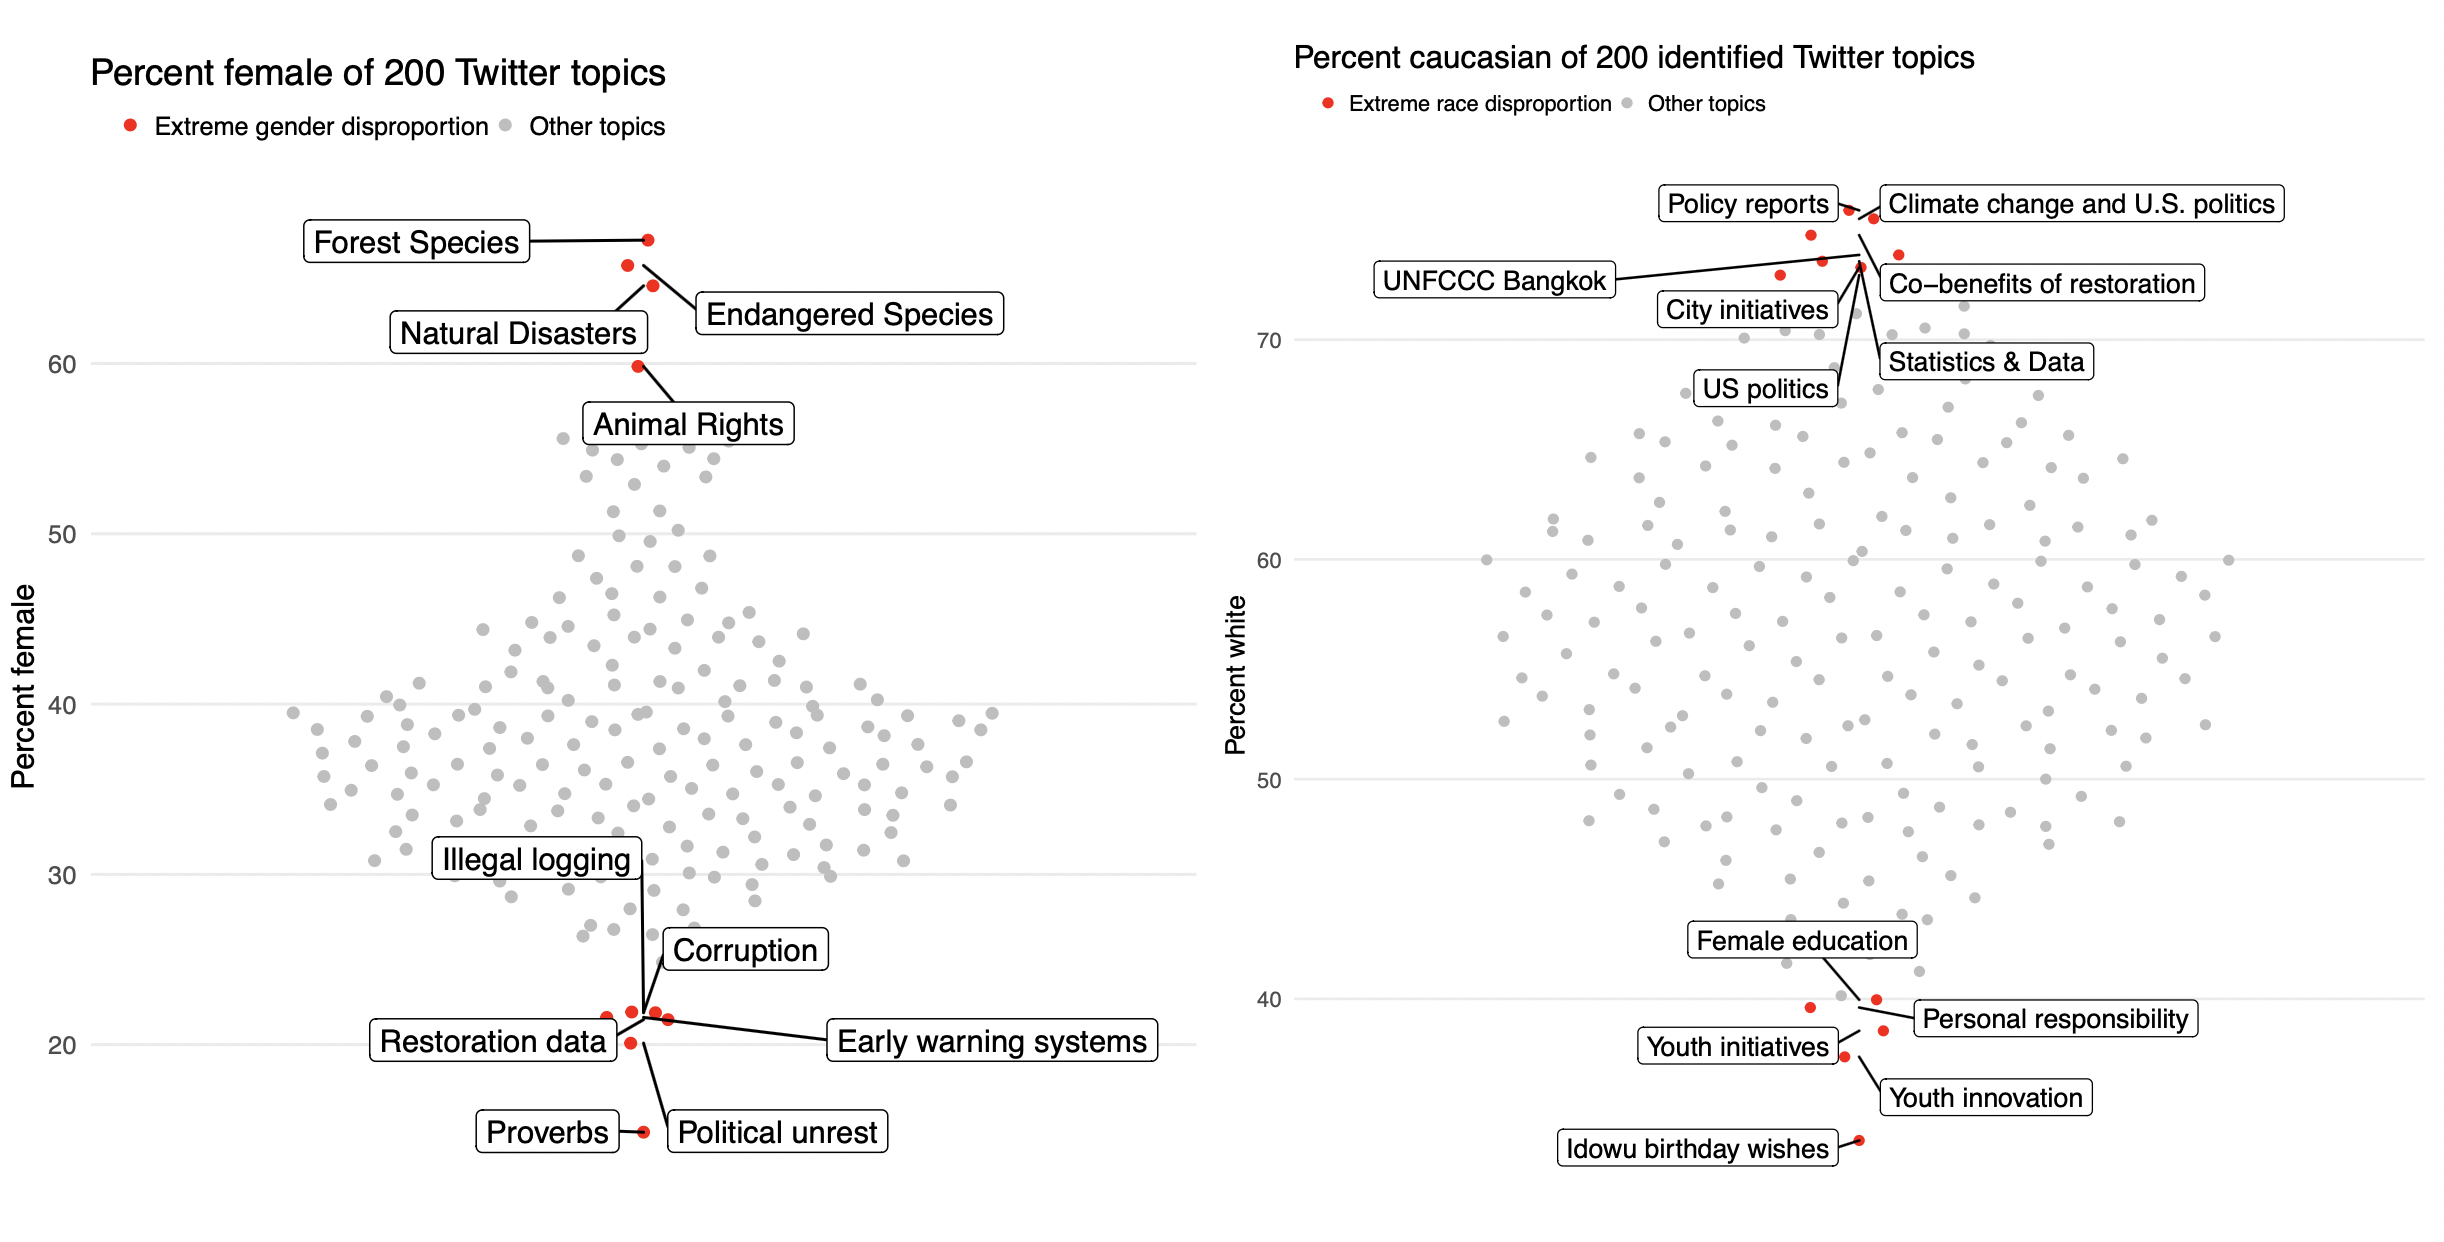 Percent female of 200 Twitter topics
Extreme gender disproportion
Other topics
Forest Species
Endangered Species
Natural Disasters
60
Animal Rights
50
Percent female
40
Illegal logging
30
Corruption
Restoration data
20
Early warning systems
Proverbs
Political unrest
Percent caucasian of 200 identified Twitter topics
Extreme race disproportion
Other topics
Policy reports
Climate change and U.S. politics
UNFCCC Bangkok
Co−benefits of restoration
City initiatives
70
Statistics & Data
US politics
60
Percent white
50
Female education
40
Personal responsibility
Youth initiatives
Youth innovation
Idowu birthday wishes